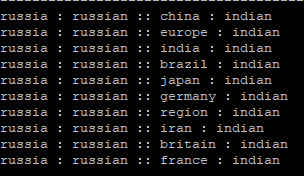 russia : russian :: china : indian
russia : russian :: europe : indian
russia : russian :: india : indian
russia : russian :: brazil : indian
russia : russian :: japan : indian
russia : russian :: germany : indian
russia : russian :: region : indian
russia : russian :: iran : indian
russia : russian :: britain : indian
russia : russian :: france : indian